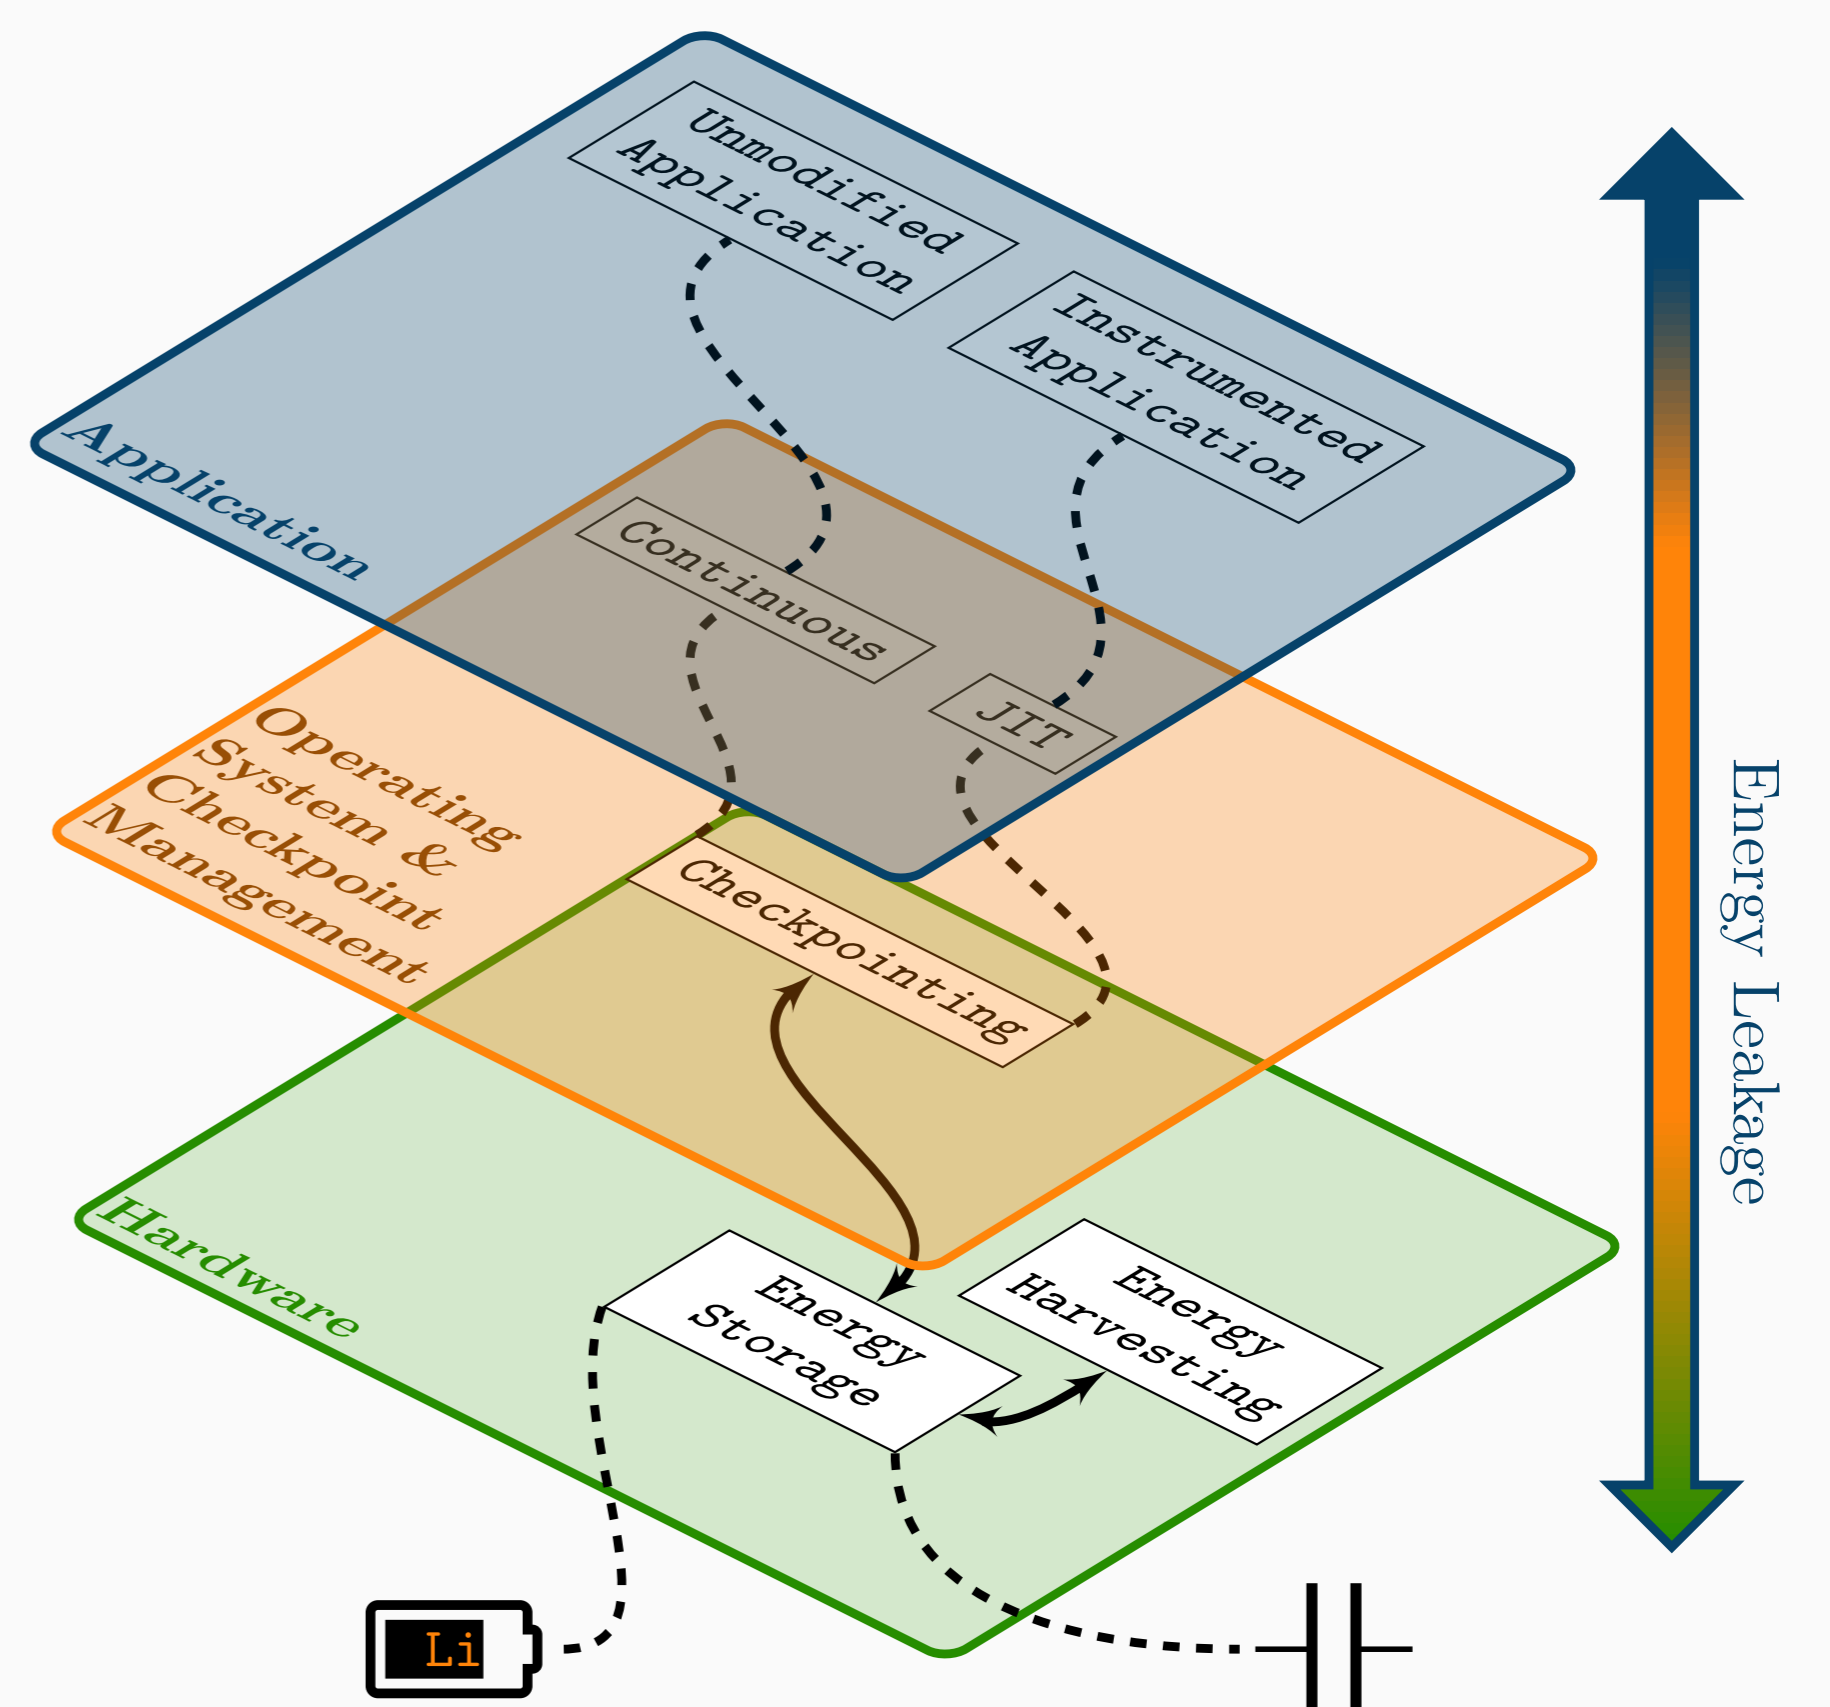 Unmodified
Application
Instrumented
Application
Application
Continuous
JIT
Operating
System &
Checkpoint
Management
Checkpointing
Energy Leakage
Hardware
Energy
Storage
Energy
Harvesting
Li